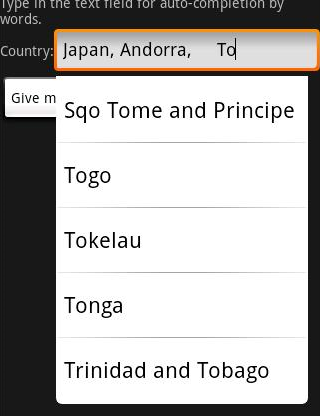 Type in the text field for auto-completion by
words.
Country: Japan, Andorra, To
Give m
Sqo Tome and Principe
Togo
Tokelau
Tonga
Trinidad and Tobago